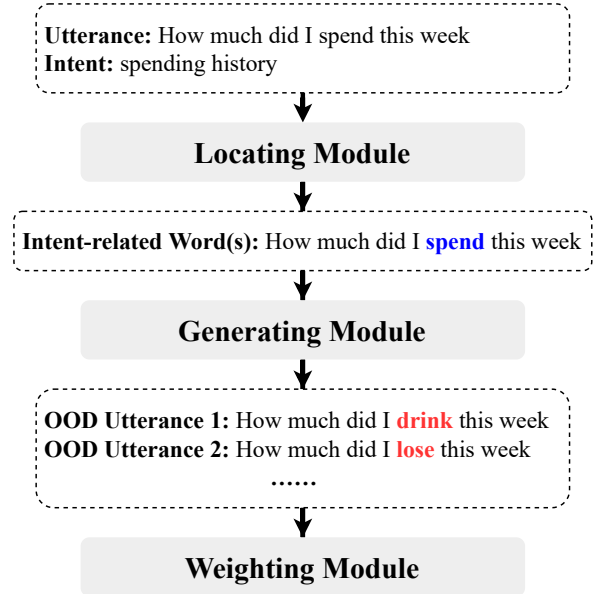 Utterance: How much did I spend this week
Intent: spending history
Locating Module
Intent-related Word(s): How much did I spend this week
Generating Module
OOD Utterance 1: How much did I drink this week
OOD Utterance 2: How much did I lose this week
......
Weighting Module